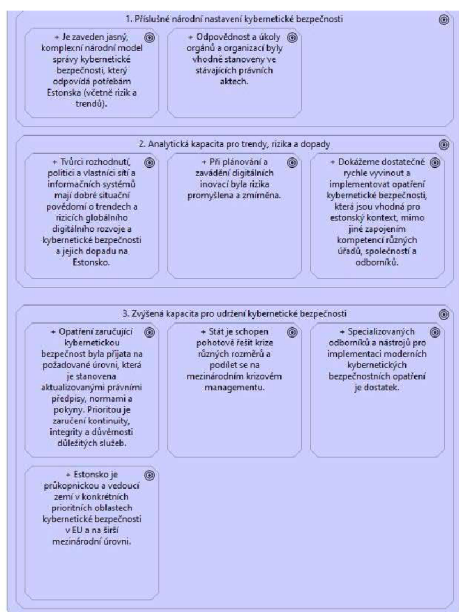 1. Příslušné národní nastavení kybernetické bezpečnosti
+ Je zaveden jasný,
komplexní národní model
správy kybernetické
bezpečnosti, který
odpovídá potřebám
Estonska (včetně rizik a
trendů).
+ Odpovědnost a úkoly
orgánů a organizací byly
vhodně stanoveny ve
stávajících právních
aktech.
2. Analytická kapacita pro trendy, rizika a dopady
+ Tvůrci rozhodnutí,
politici a vlastníci sítí a
informačních systémů
mají dobré situační
povědomí o trendech a
rizicích globálního
digitálního rozvoje a
kybernetické bezpečnosti
a jejich dopadu na
Estonsko.
+ Při plánování a
zavádění digitálních
inovací byla rizika
promyšlena a zmírněna.
+ Dokážeme dostatečně
rychle vyvinout a
implementovat opatření
kybernetické bezpečnosti,
která jsou vhodná pro
estonský kontext, mimo
jiné zapojením
kompetencí různých
úřadů, společností a
odborníků.
3. Zvýšená kapacita pro udržení kybernetické bezpečnosti
+ Opatření zaručující
kybernetickou
bezpečnost byla přijata na
požadované úrovni, která
je stanovena
aktualizovanými právními
předpisy, normami a
pokyny. Prioritou je
zaručení kontinuity,
integrity a důvěrnosti
důležitých služeb.
+ Stát je schopen
pohotově řešit krize
různých rozměrů a
podílet se na
mezinárodním krizovém
managementu.
+ Specializovaných
odborníků a nástrojů pro
implementaci moderních
kybernetických
bezpečnostních opatření
je dostatek.
+ Estonsko je
průkopnickou a vedoucí
zemí v konkrétních
prioritních oblastech
kybernetické bezpečnosti
v EU a na širší
mezinárodní úrovni.